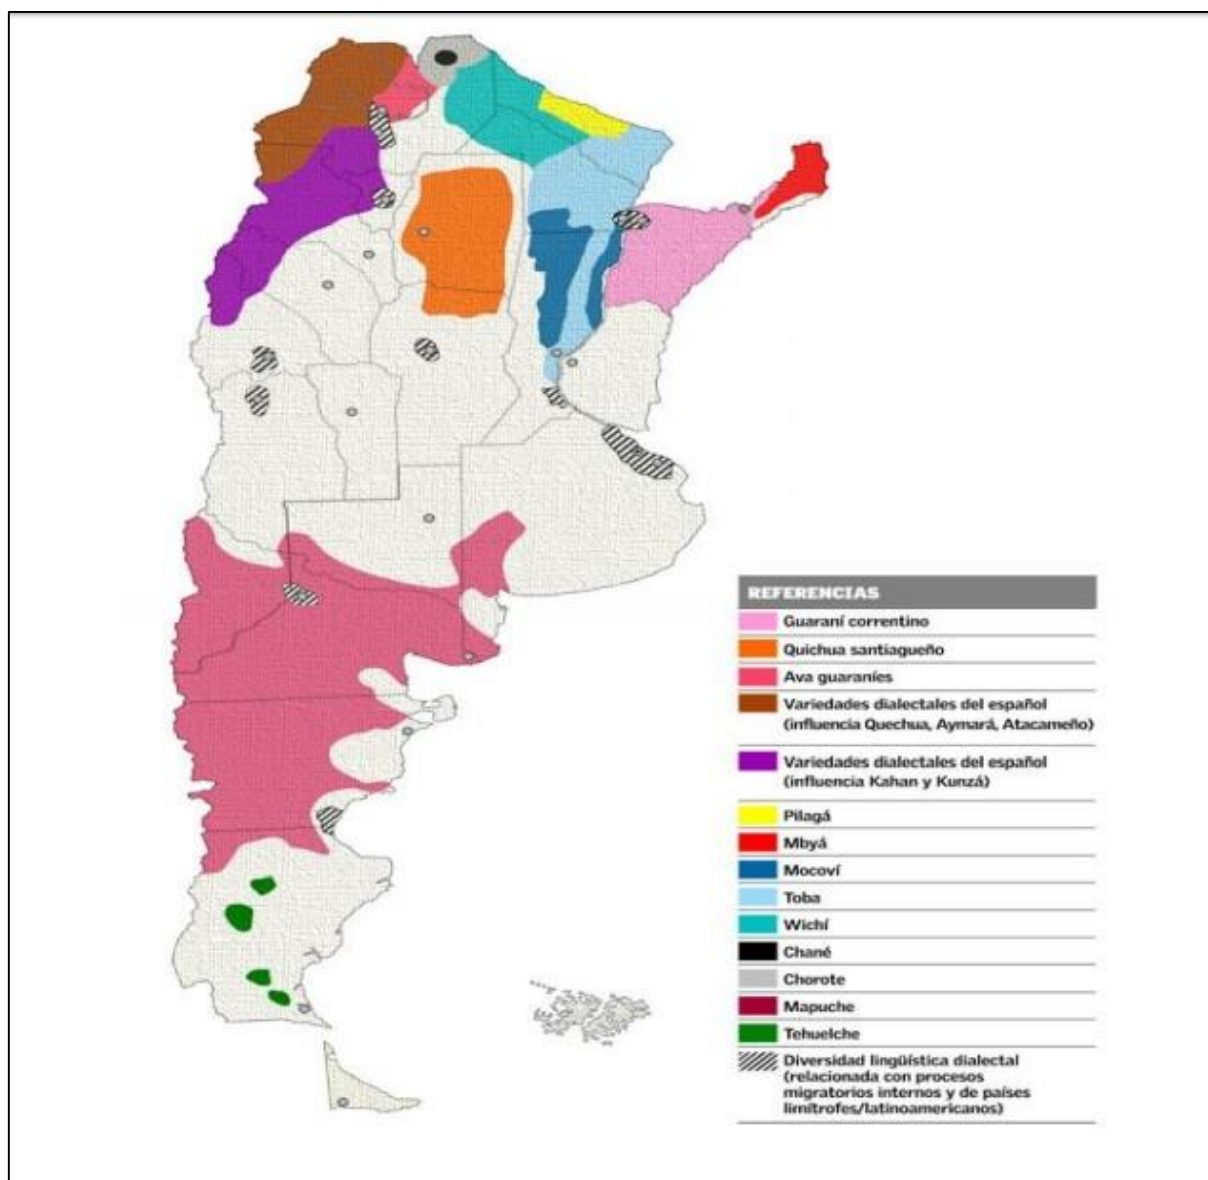 REFERENCIAS
Guaraní correntino
Quichua santiagueño
Ava guaraníes
Variedades dialectales del español
(influencia Quechua, Aymará, Atacameño)
Variedades dialectales del español
(influencia Kahan y Kunzá)
Pilagá
Mbyá
Mocoví
Toba
Wichí
Chané
Chorote
Mapuche
Tehuelche
Diversidad lingüística dialectal
(relacionada con procesos
migratorios internos y de países
limítrofes/latinoamericanos)